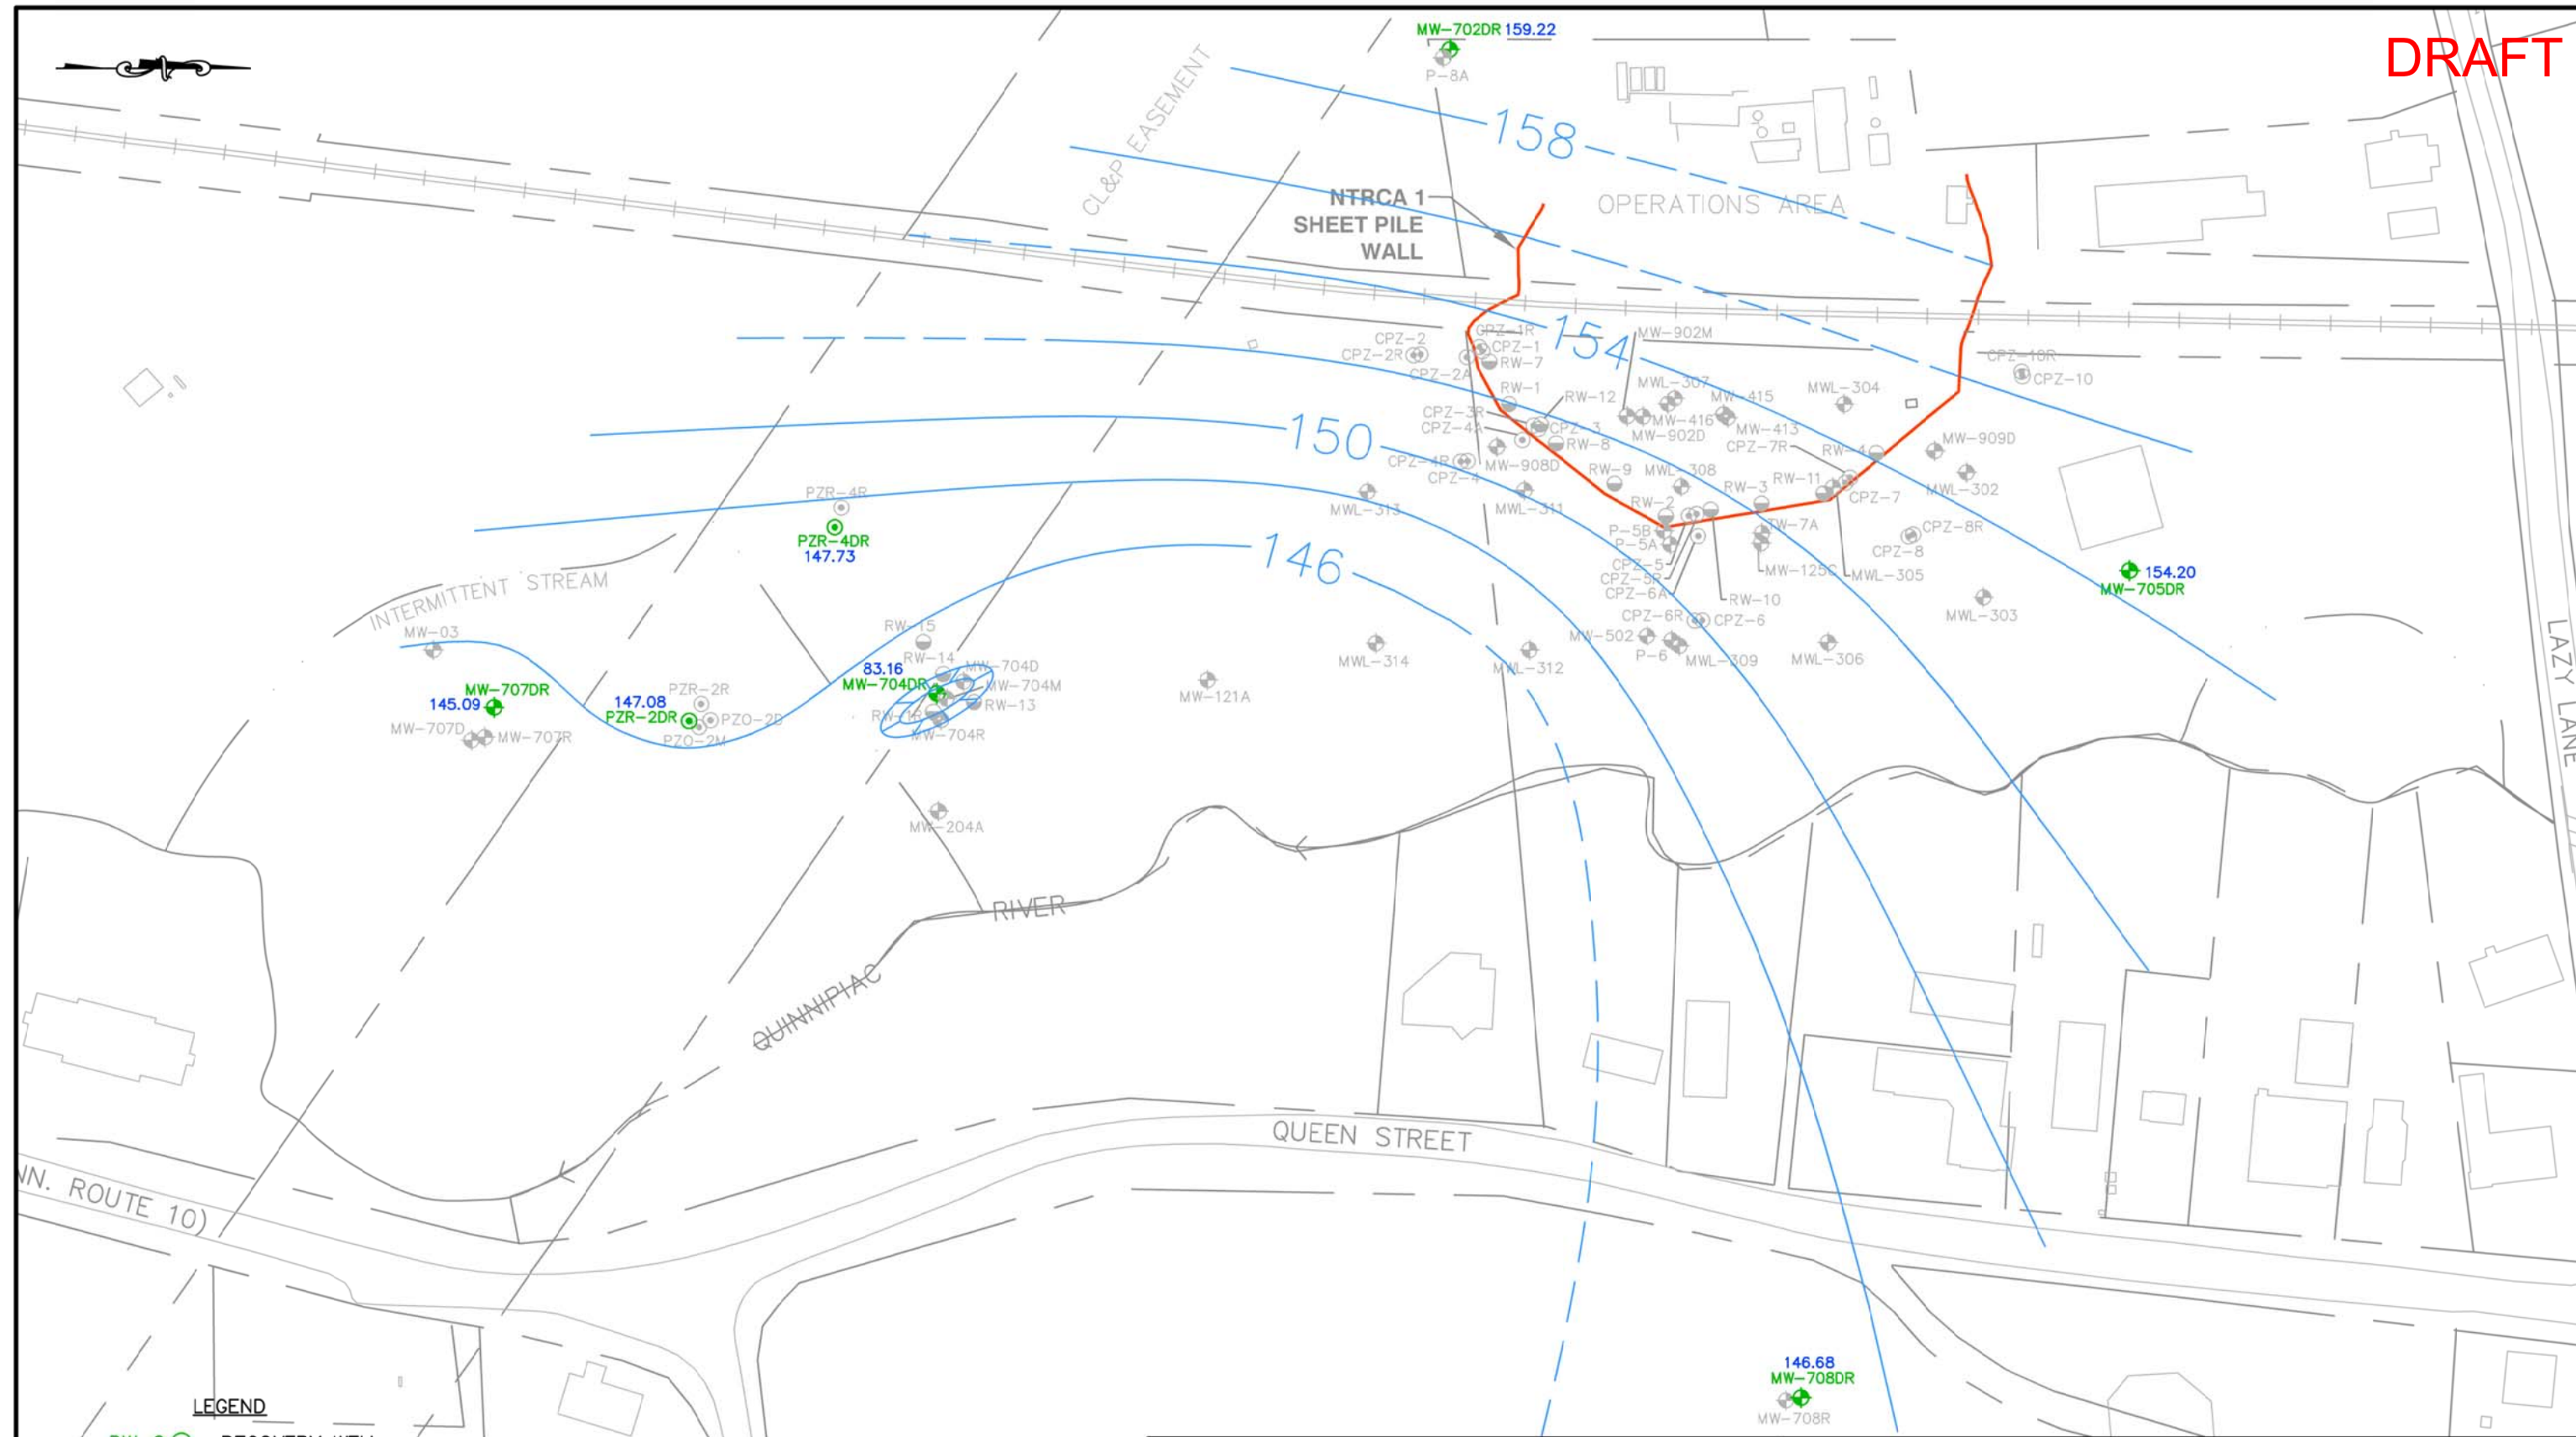 MW-702DR 159.22
DRAFT
P-8A
CL&P EASEMENT
158
NTRCA 1
SHEET PILE
WALL
OPERATIONS AREA
154
MW-902M
CPZ-1R
CPZ-2
CPZ-1
CPZ-2R
RW-7
CPZ-2A
CPZ-10R
CPZ-10
RW-1
RW-12
MWL-307
MW-415
MWL-304
CPZ-3R
CPZ-4A
CPZ-3
MW-416
MW-413
150
RW-8
MW-902D
CPZ-7R
RW-4
MW-909D
CPZ-4R
MW-908D
CPZ-4
RW-9
MWL-308
RW-11
RW-3
CPZ-7
MWL-302
PZR-4R
MWL-313
MWL-311
RW-2
PZR-4DR
147.73
P-5B
P-5A
TW-7A
CPZ-8R
CPZ-8
146
CPZ-5
CPZ-5R
CPZ-6A
MW-125C
MWL-305
154.20
MW-705DR
INTERMITTENT STREAM
RW-10
MWL-303
CPZ-6R
CPZ-6
MW-03
RW-15
MW-502
P-6
MWL-309
MWL-306
LAZY LANE
RW-14
83.16
MW-704D
MW-704DR
MW-704M
MWL-314
MWL-312
MW-707DR
145.09
147.08
PZR-2R
PZR-2DR
PZO-2D
PZO-2M
RW-1R
RW-13
MW-704R
MW-121A
MW-707D
MW-707R
MW-204A
RIVER
QUINNIPIAC
QUEEN STREET
NN. ROUTE 10)
146.68
MW-708DR
MW-708R
LEGEND